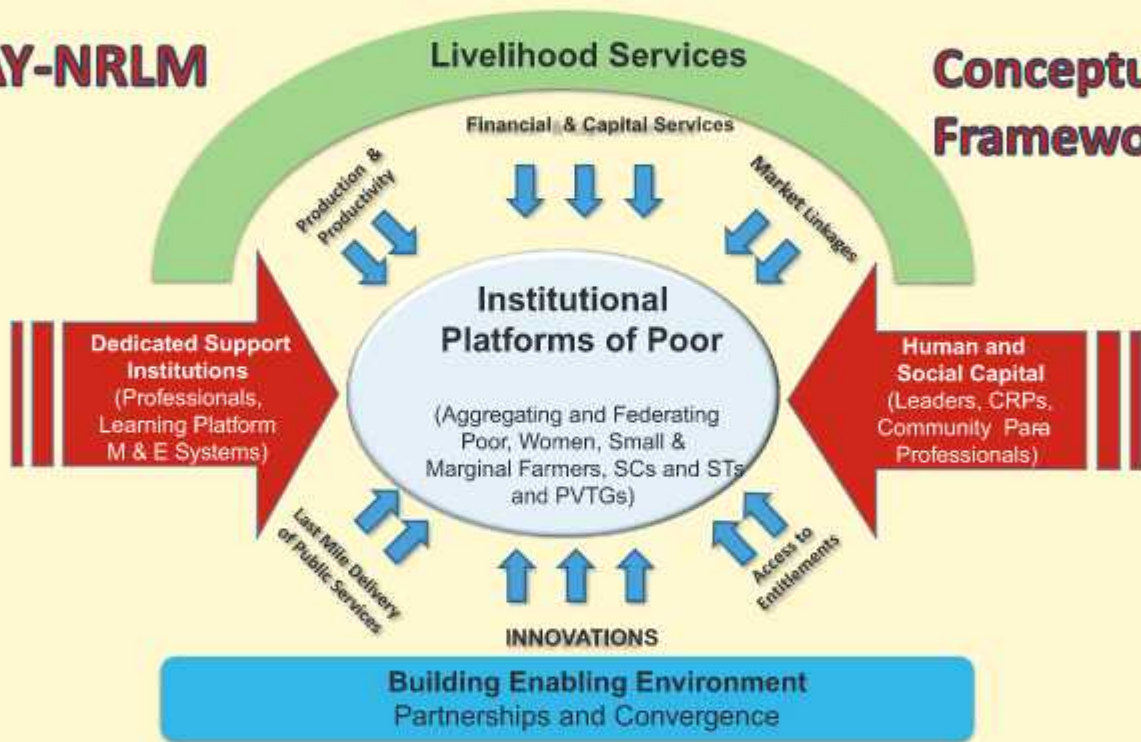 AY-NRLM
Conceptu
Framewo
Livelihood Services
Financial & Capital Services
Production &
Productivity
Market Linkages
Institutional
Platforms of Poor
(Aggregating and Federating
Poor, Women, Small &
Marginal Farmers, SCs and STs
and PVTGs)
Dedicated Support
Institutions
(Professionals,
Learning Platform
M & E Systems)
Human and
Social Capital
(Leaders, CRPs,
Community Para
Professionals)
Last Mile Delivery
of Public Services
Access to
Entitlements
INNOVATIONS
Building Enabling Environment
Partnerships and Convergence